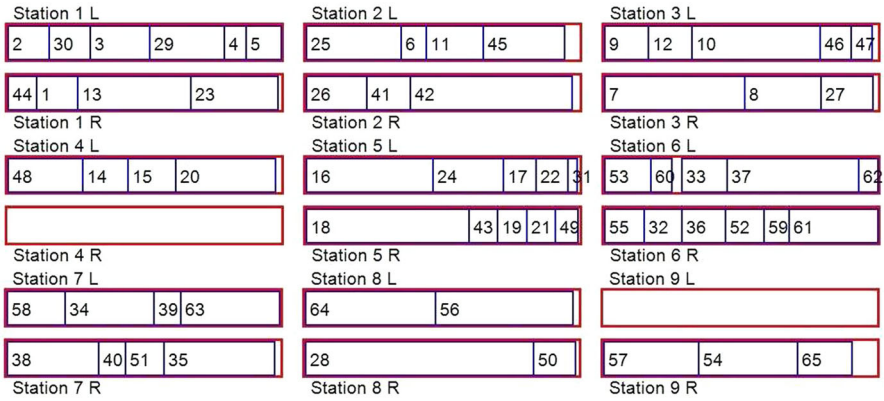 Station 1 L Station 2 L Station 3 L
2 30 3 29 4 5 25 6 11 45 9 12 10 46 47
44 1 13 23 26 41 42 7 8 27
Station 1 R Station 2 R Station 3 R
Station 4 L Station 5 L Station 6 L
48 14 15 20 16 24 17 22 31 53 60 33 37 62
18 43 19 21 49 55 32 36 52 59 61
Station 4 R Station 5 R Station 6 R
Station 7 L Station 8 L Station 9 L
58 34 39 63 64 56
38 40 51 35 28 50 57 54 65
Station 7 R Station 8 R Station 9 R